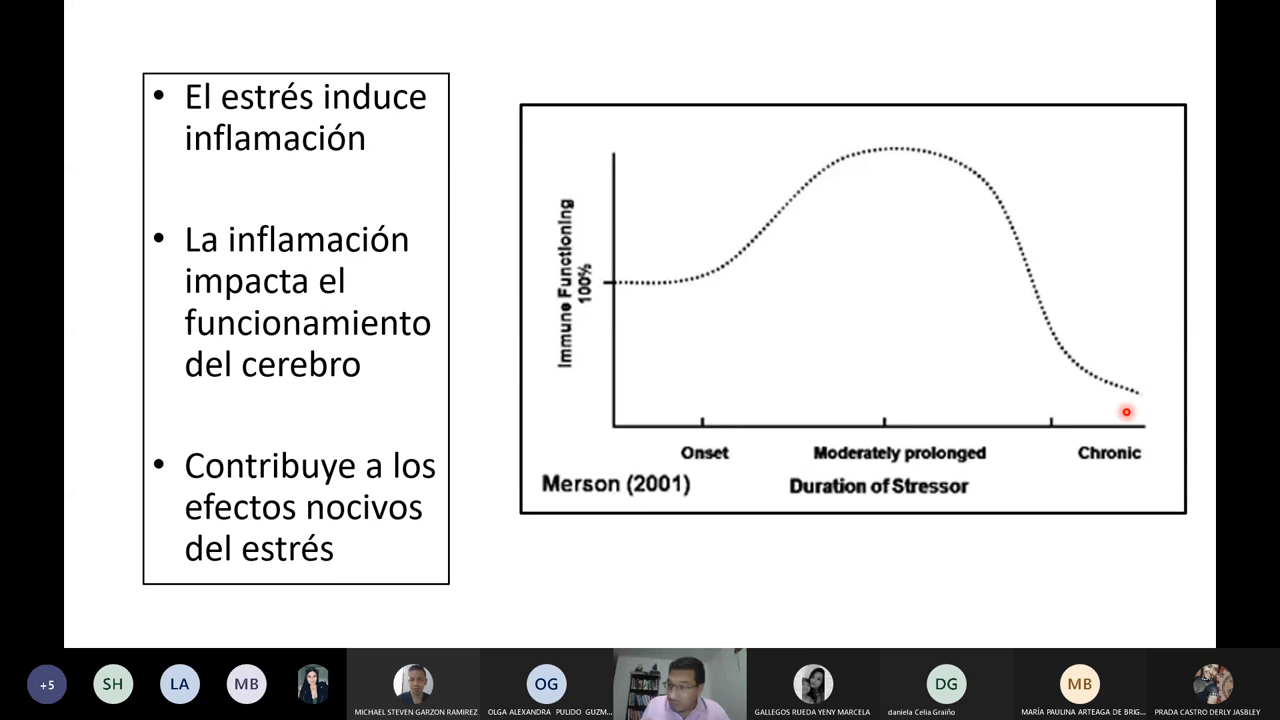 • El estrés induce
inflamación
• La inflamación
impacta el
funcionamiento
del cerebro
• Contribuye a los
efectos nocivos
del estrés
Immune Functioning
100%
Onset
Moderately prolonged
Chronic
Merson (2001)
Duration of Stressor
+5
SH
LA
MB
MICHAEL STEVEN GARZON RAMIREZ
OG
OLGA ALEXANDRA PULIDO GUZM...
GALLEGOS RUEDA YENY MARCELA
DG
daniela Celia Graiño
MB
MARÍA PAULINA ARTEAGA DE BRIG...
PRADA CASTRO DERLY JASBLEY